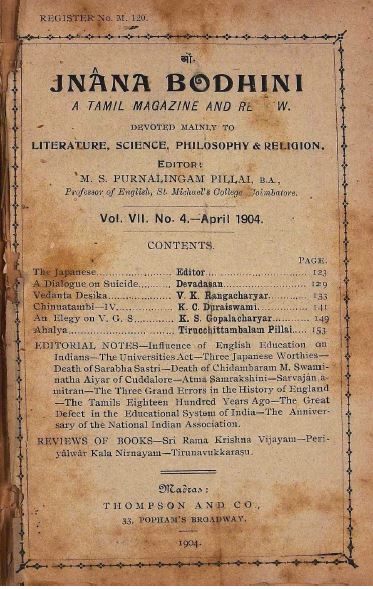 REGISTER No. M. 120.
ओं.
JNÂNA BODHINI
A TAMIL MAGAZINE AND RE W.
DEVOTED MAINLY TO
LITERATURE, SCIENCE, PHILOSOPHY & RELIGION.
EDITOR:
M. S. PURNALINGAM PILLAI, B.A.,
Professor of English, St. Michael's College Coimbatore.
Vol. VII. No. 4.—April 1904.
CONTENTS.
PAGE.
The Japanese.................... Editor........................ 123
A Dialogue on Suicide......... Devadasan................... 129
Vedanta Desika ................. V. K. Rangacharyar........ 133
Chinnatambi—IV............... K. C. Duraiswami........... 141
An Elegy on V. G. S........... K. S. Gopalacharyar........ 149
Ahalya........................... Tirucchittambalam Pillai.... 153
EDITORIAL NOTES—Influence of English Education on
Indians—The Universities Act—Three Japanese Worthies—
Death of Sarabha Sastri—Death of Chidambaram M. Swami-
natha Aiyar of Cuddalore—Atma Samrakshini—Sarvajân a-
mitran—The Three Grand Errors in the History of England
—The Tamils Eighteen Hundred Years Ago—The Great
Defect in the Educational System of India—The Anniver-
sary of the National Indian Association.
REVIEWS OF BOOKS—Sri Rama Krishna Vijayam—Peri-
yâlwâr Kala Nirnayam—Tirunavukkarasu.
Madras:
THOMPSON AND CO.,
33, POPHAM'S BROADWAY.
1904.